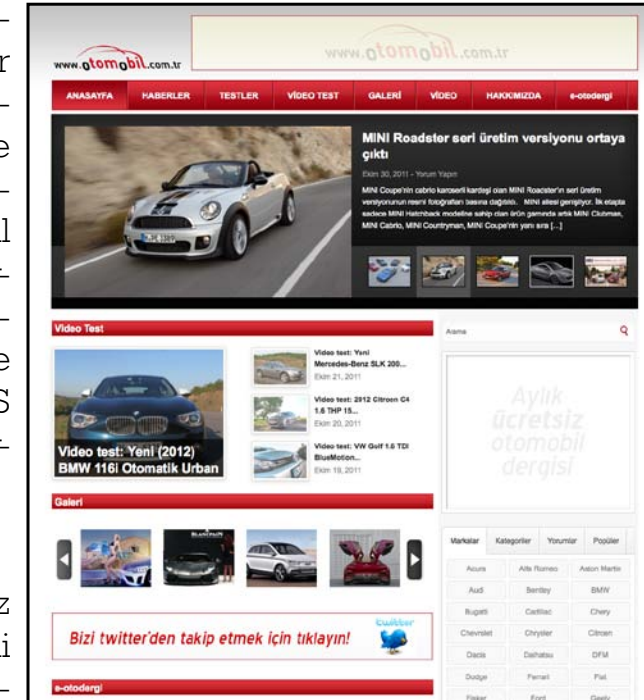 r
e
l
e
S
z
i
www.otomobil.com.tr
www.otomobil.com.tr
ANASAYFA HABERLER TESTLER VİDEO TEST GALERİ VİDEO HAKKIMIZDA e-otodergi
MINI Roadster seri üretim versiyonu ortaya
çıktı
Ekim 30, 2011 - Yorum Yapın
MINI Coupe'nin cabrio karoserli kardeşi olan MINI Roadster'ın seri üretim
versiyonunun resmi fotoğrafları basına dağıtıldı. MINI ailesi genişliyor. İlk etapta
sadece MINI Hatchback modeline sahip olan ürün gamında artık MINI Clubman,
MINI Cabrio, MINI Countryman, MINI Coupe'nin yanı sıra [...]
Video Test
Video test: Yeni (2012)
BMW 116i Otomatik Urban
Video test: Yeni
Mercedes-Benz SLK 200...
Ekim 21, 2011
Video test: 2012 Citroen C4
1.6 THP 15...
Ekim 20, 2011
Video test: VW Golf 1.6 TDI
BlueMotion...
Ekim 19, 2011
Arama
Aylık
ücretsiz
otomobil
dergisi
Galeri
Bizi twitter'den takip etmek için tıklayın!
twitter
e-otodergi
Markalar Kategoriler Yorumlar Popüler
Acura Alfa Romeo Aston Martin
Audi Bentley BMW
Bugatti Cadillac Chery
Chevrolet Chrysler Citroen
Dacia Daihatsu DFM
Dodge Ferrari Fiat
Fisker Ford Geely